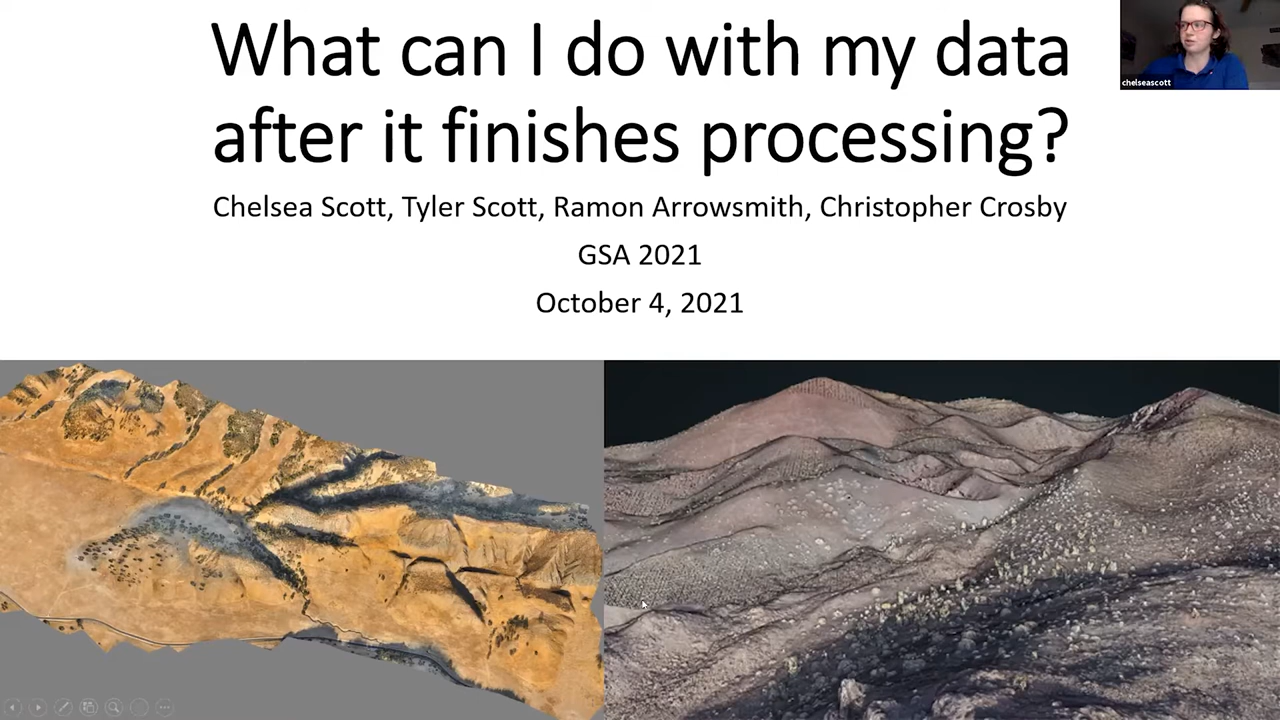 What can I do with my data
after it finishes processing?
Chelsea Scott, Tyler Scott, Ramon Arrowsmith, Christopher Crosby
GSA 2021
October 4, 2021
chelseascott